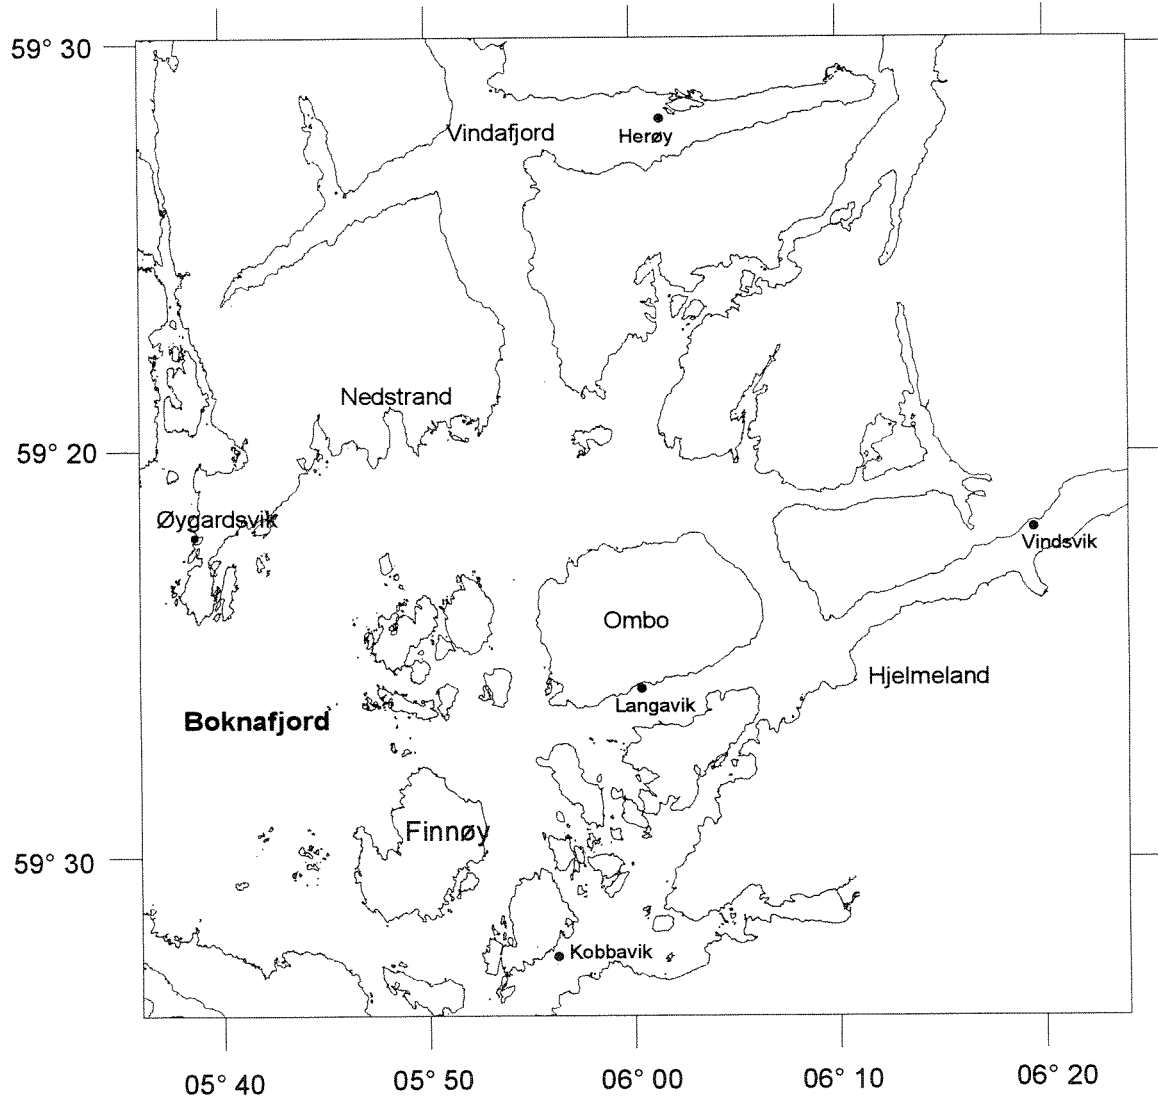 59° 30
Vindafjord
Herøy
Nedstrand
59° 20
Øygardsvik
Vindsvik
Ombo
Hjelmeland
Langavik
Boknafjord
Finnøy
59° 30
Kobbavik
05° 40
05° 50
06° 00
06° 10
06° 20